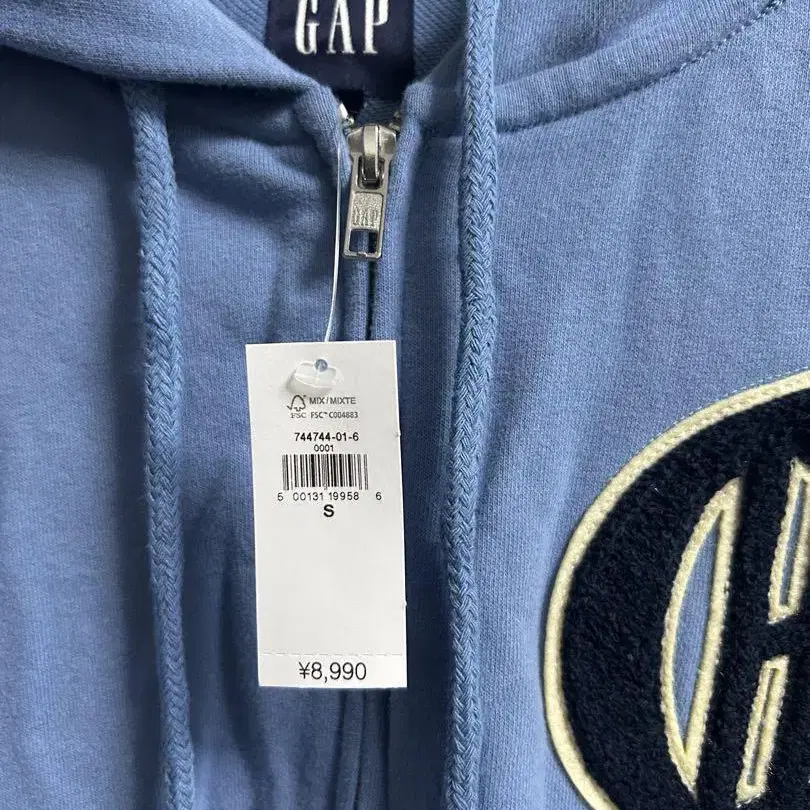 GAP
GAP
MIX/MIXTE
FSC FSC™ C004883
744744-01-6
0001
5 00131 19958 6
S
¥8,990